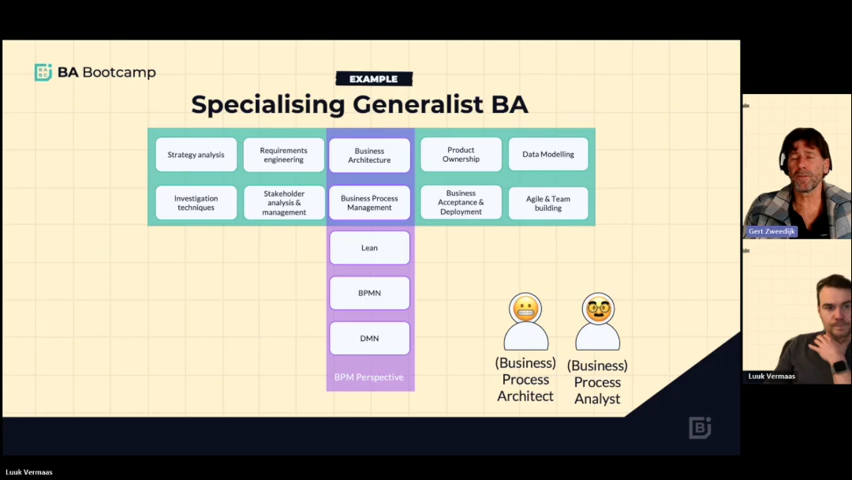 BA Bootcamp
EXAMPLE
Specialising Generalist BA
Strategy analysis
Requirements
engineering
Business
Architecture
Product
Ownership
Data Modelling
Investigation
techniques
Stakeholder
analysis &
management
Business Process
Management
Business
Acceptance &
Deployment
Agile & Team
building
Lean
BPMN
DMN
BPM Perspective
(Business)
Process
Architect
(Business)
Process
Analyst
Gert Zweedijk
Luuk Vermaas
Luuk Vermaas